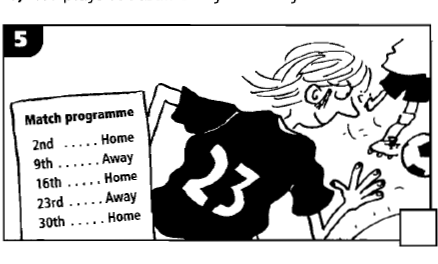 5
Match programme
2nd ..... Home
9th ...... Away
16th ..... Home
23rd ..... Away
30th ..... Home
23